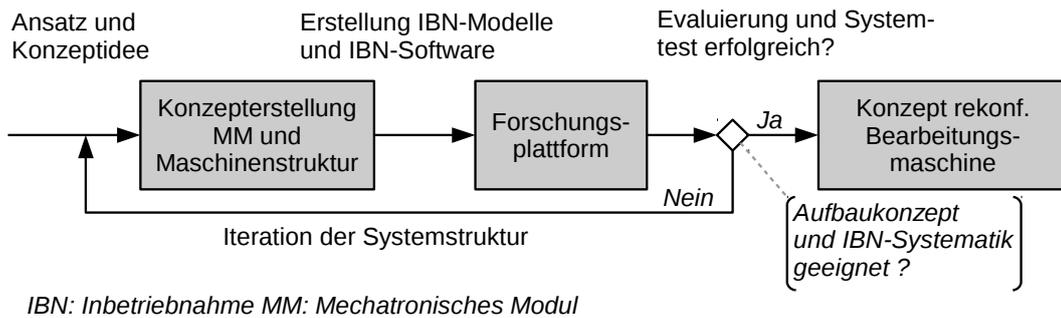 Ansatz und
Konzeptidee
Erstellung IBN-Modelle
und IBN-Software
Evaluierung und System-
test erfolgreich?
Konzepterstellung
MM und
Maschinenstruktur
Forschungs-
plattform
Ja
Konzept rekonf.
Bearbeitungs-
maschine
Nein
Aufbaukonzept
und IBN-Systematik
geeignet ?
Iteration der Systemstruktur
IBN: Inbetriebnahme MM: Mechatronisches Modul